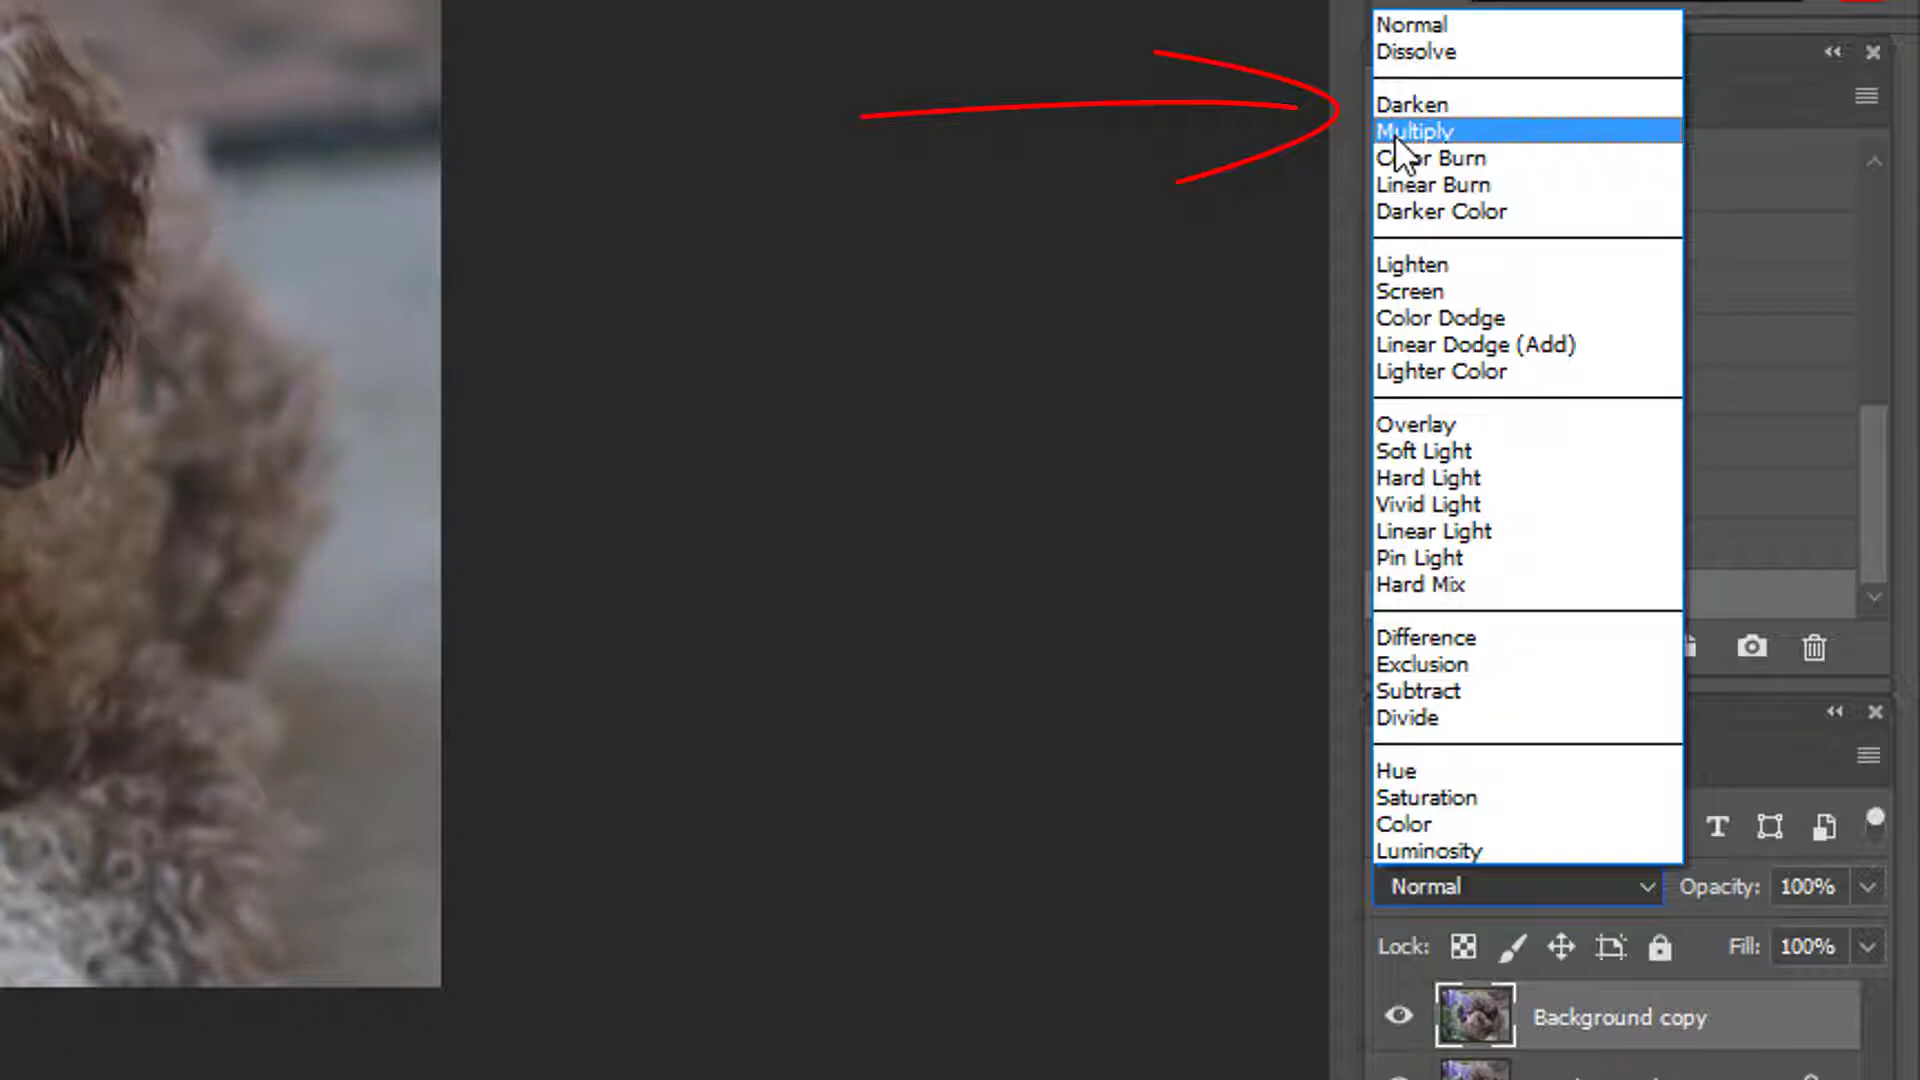 Normal
Dissolve
Darken
Multiply
Color Burn
Linear Burn
Darker Color
Lighten
Screen
Color Dodge
Linear Dodge (Add)
Lighter Color
Overlay
Soft Light
Hard Light
Vivid Light
Linear Light
Pin Light
Hard Mix
Difference
Exclusion
Subtract
Divide
Hue
Saturation
Color
Luminosity
Normal Opacity: 100%
Lock: Fill: 100%
Background copy